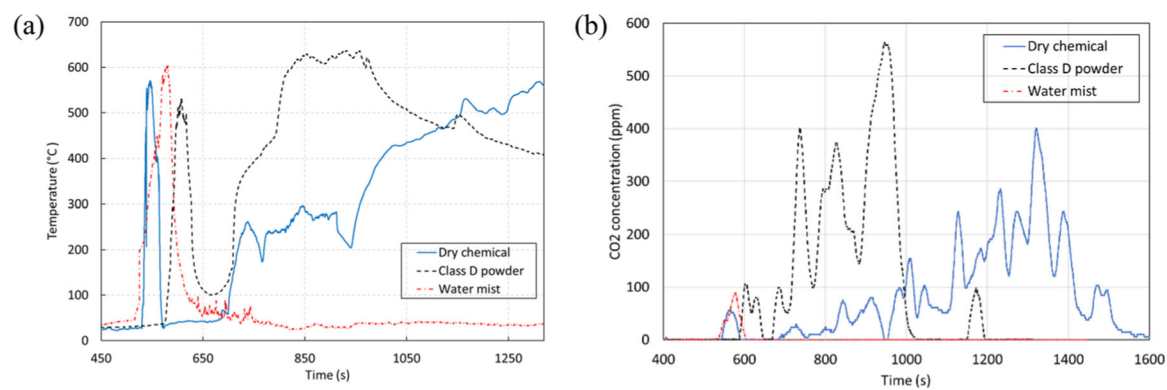 (a)
700
600
500
400
300
200
100
0
Temperature (°C)
450 650 850 1050 1250
Time (s)
Dry chemical
Class D powder
Water mist
(b)
600
500
400
300
200
100
0
CO2 concentration (ppm)
400 600 800 1000 1200 1400 1600
Time (s)
Dry chemical
Class D powder
Water mist